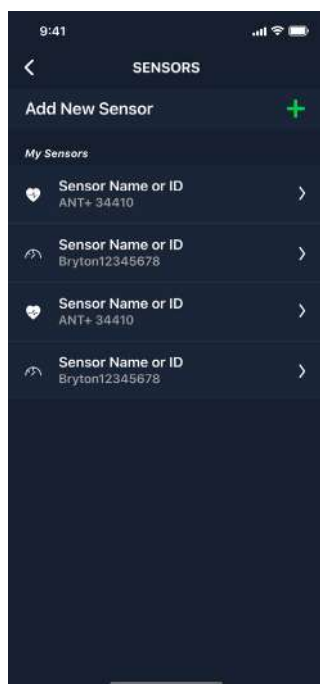 9:41
SENSORS
Add New Sensor
My Sensors
Sensor Name or ID
ANT+ 34410
Sensor Name or ID
Bryton12345678
Sensor Name or ID
ANT+ 34410
Sensor Name or ID
Bryton12345678